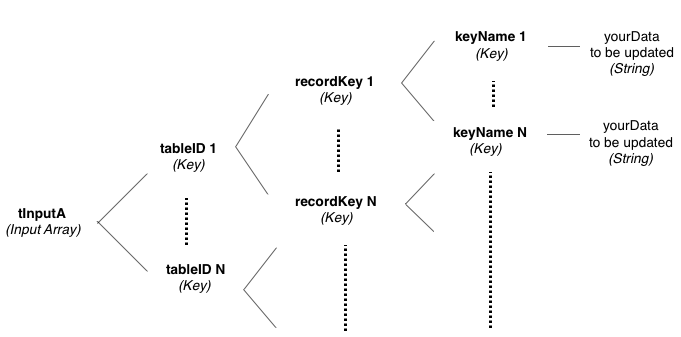 tInputA
(Input Array)
tableID 1
(Key)
tableID N
(Key)
recordKey 1
(Key)
recordKey N
(Key)
keyName 1
(Key)
keyName N
(Key)
yourData
to be updated
(String)
yourData
to be updated
(String)